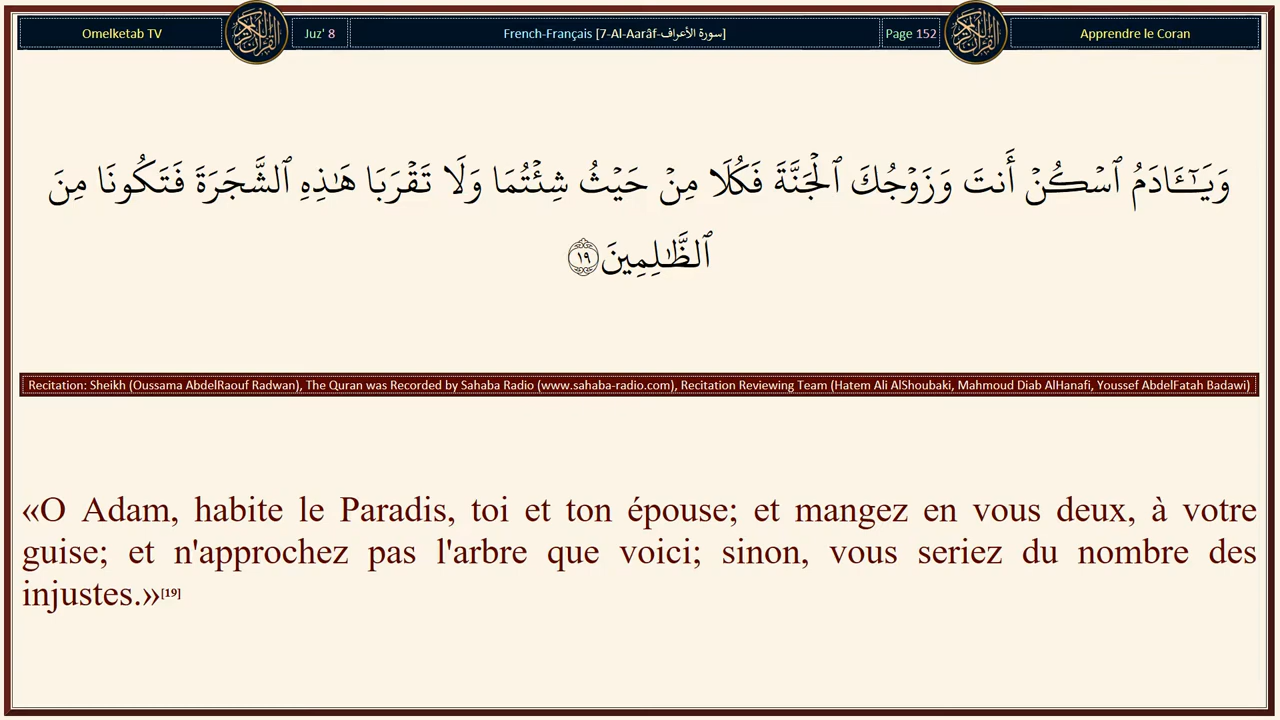 Omelketab TV
Juz' 8
French-Français [7-Al-Aarâf-سورة الأعراف]
Page 152
Apprendre le Coran
وَيَـٰٓـَٔادَمُ ٱسۡكُنۡ أَنتَ وَزَوۡجُكَ ٱلۡجَنَّةَ فَكُلَا مِنۡ حَيۡثُ شِئۡتُمَا وَلَا تَقۡرَبَا هَـٰذِهِ ٱلشَّجَرَةَ فَتَكُونَا مِنَ
ٱلظَّـٰلِمِينَ ١٩
Recitation: Sheikh (Oussama AbdelRaouf Radwan), The Quran was Recorded by Sahaba Radio (www.sahaba-radio.com), Recitation Reviewing Team (Hatem Ali AlShoubaki, Mahmoud Diab AlHanafi, Youssef AbdelFatah Badawi)
«O Adam, habite le Paradis, toi et ton épouse; et mangez en vous deux, à votre
guise; et n'approchez pas l'arbre que voici; sinon, vous seriez du nombre des
injustes.»[19]